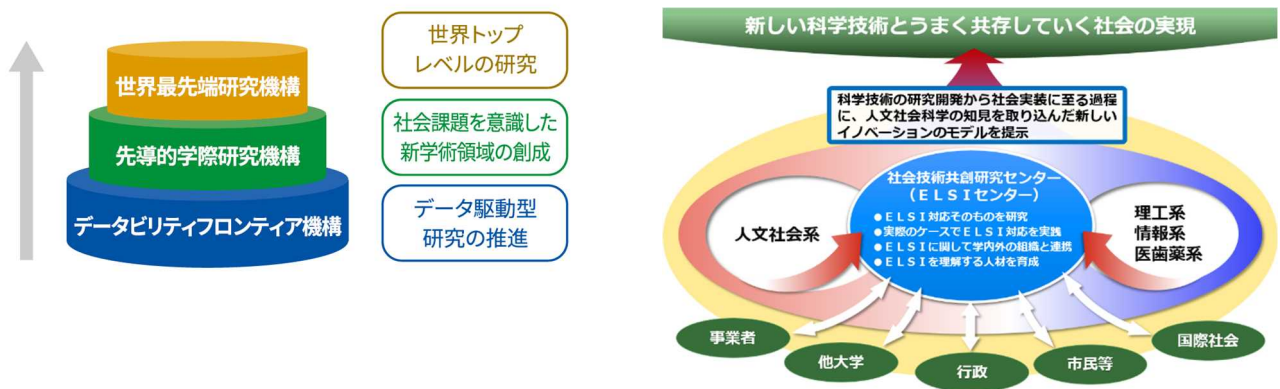 世界最先端研究機構
先導的学際研究機構
データビリティフロンティア機構
世界トップ
レベルの研究
社会課題を意識した
新学術領域の創成
データ駆動型
研究の推進
新しい科学技術とうまく共存していく社会の実現
科学技術の研究開発から社会実装に至る過程
に、人文社会科学の知見を取り込んだ新しい
イノベーションのモデルを提示
社会技術共創研究センター
（ＥＬＳＩセンター）
●ＥＬＳＩ対応そのものを研究
●実際のケースでＥＬＳＩ対応を実践
●ＥＬＳＩに関して学内外の組織と連携
●ＥＬＳＩを理解する人材を育成
人文社会系
理工系
情報系
医歯薬系
事業者
他大学
行政
市民等
国際社会